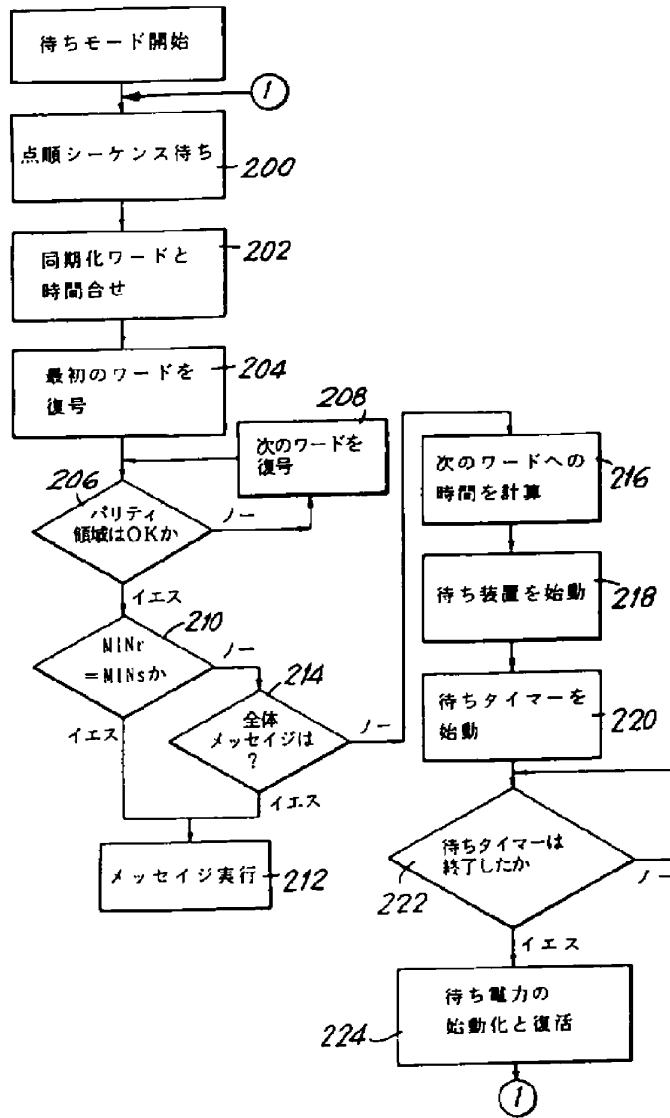 待ちモード開始
1
点順シーケンス待ち
200
同期化ワードと
時間合せ
202
最初のワードを
復号
204
208
次のワードを
復号
206
パリティ
領域はOKか
ノー
イエス
210
MINr
=MINsか
ノー
イエス
214
全体
メッセイジは
?
ノー
イエス
メッセイジ実行
212
次のワードへの
時間を計算
216
待ち装置を始動
218
待ちタイマーを
始動
220
待ちタイマーは
終了したか
222
ノー
イエス
待ち電力の
始動化と復活
224
1